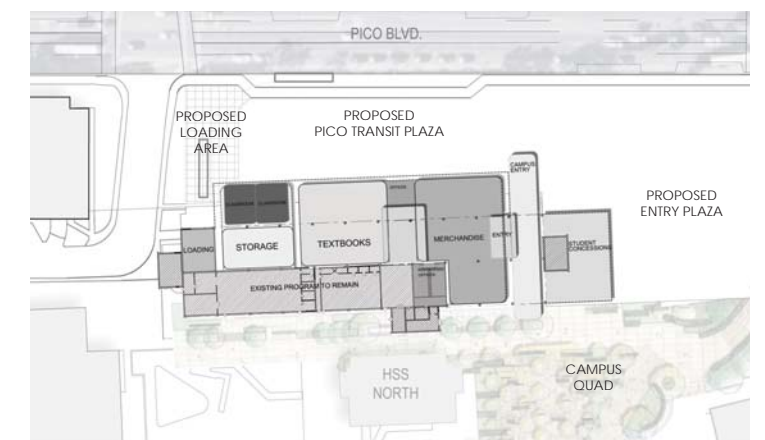 PICO BLVD.
PROPOSED
LOADING
AREA
PROPOSED
PICO TRANSIT PLAZA
CAMPUS
ENTRY
PROPOSED
ENTRY PLAZA
OFFICE
LOADING
STORAGE
TEXTBOOKS
MERCHANDISE
ENTRY
STUDENT
CONCESSIONS
EXISTING PROGRAM TO REMAIN
OFFICE
HSS
NORTH
CAMPUS
QUAD